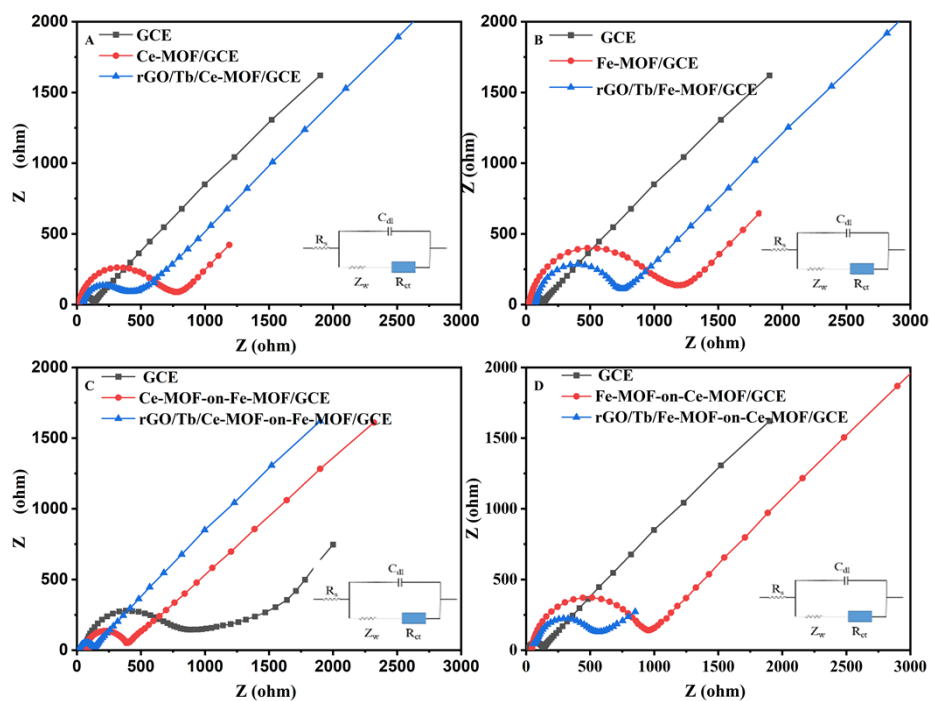 A
GCE
Ce-MOF/GCE
rGO/Tb/Ce-MOF/GCE
Z (ohm)
2000
1500
1000
500
0
Rs
Cdl
Zw
Rct
0 500 1000 1500 2000 2500 3000
Z (ohm)
B
GCE
Fe-MOF/GCE
rGO/Tb/Fe-MOF/GCE
Z (ohm)
2000
1500
1000
500
0
Rs
Cdl
Zw
Rct
0 500 1000 1500 2000 2500 3000
Z (ohm)
C
GCE
Ce-MOF-on-Fe-MOF/GCE
rGO/Tb/Ce-MOF-on-Fe-MOF/GCE
Z (ohm)
2000
1500
1000
500
0
Rs
Cdl
Zw
Rct
0 500 1000 1500 2000 2500 3000
Z (ohm)
D
GCE
Fe-MOF-on-Ce-MOF/GCE
rGO/Tb/Fe-MOF-on-Ce-MOF/GCE
Z (ohm)
2000
1500
1000
500
0
Rs
Cdl
Zw
Rct
0 500 1000 1500 2000 2500 3000
Z (ohm)